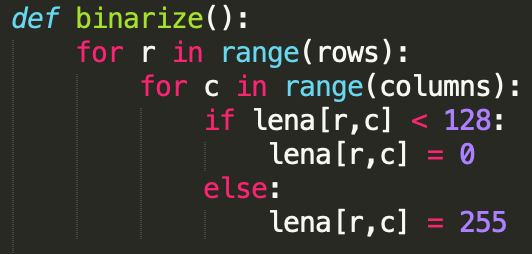 def binarize():
    for r in range(rows):
        for c in range(columns):
            if lena[r,c] < 128:
                lena[r,c] = 0
            else:
                lena[r,c] = 255